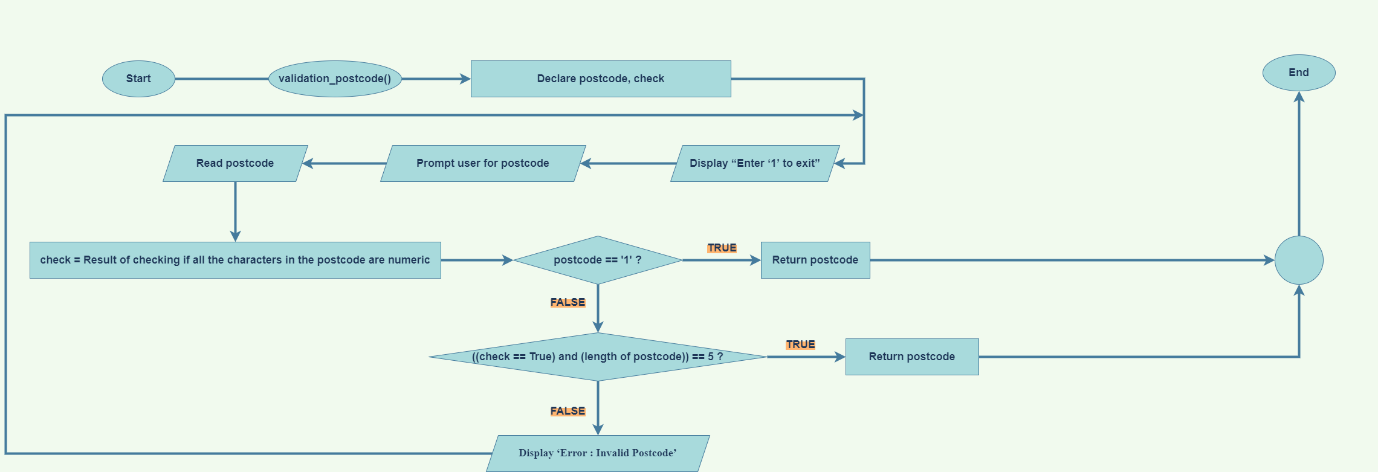 Start
validation_postcode()
Declare postcode, check
End
Read postcode
Prompt user for postcode
Display “Enter ‘1’ to exit”
check = Result of checking if all the characters in the postcode are numeric
postcode == '1' ?
TRUE
Return postcode
FALSE
((check == True) and (length of postcode)) == 5 ?
TRUE
Return postcode
FALSE
Display ‘Error : Invalid Postcode’